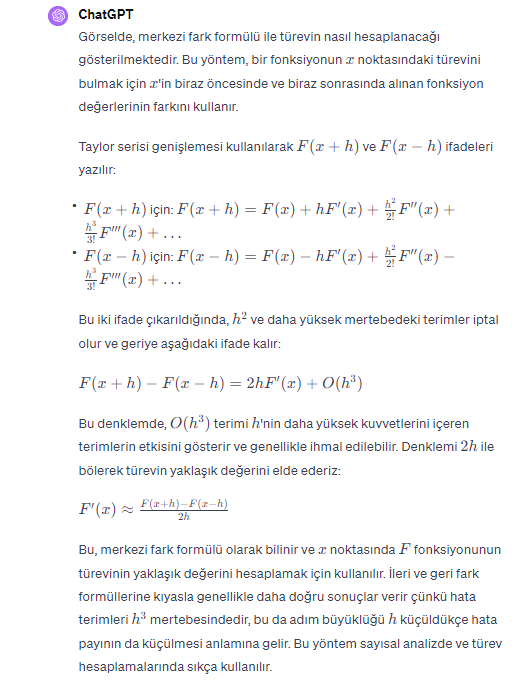 ChatGPT
Görselde, merkezi fark formülü ile türevin nasıl hesaplanacağı
gösterilmektedir. Bu yöntem, bir fonksiyonun x noktasındaki türevini
bulmak için x'in biraz öncesinde ve biraz sonrasında alınan fonksiyon
değerlerinin farkını kullanır.
Taylor serisi genişlemesi kullanılarak F(x + h) ve F(x − h) ifadeleri
yazılır:
• F(x + h) için: F(x + h) = F(x) + hF′(x) + h²/2! F″(x) +
h³/3! F‴(x) + …
• F(x − h) için: F(x − h) = F(x) − hF′(x) + h²/2! F″(x) −
h³/3! F‴(x) + …
Bu iki ifade çıkarıldığında, h² ve daha yüksek mertebedeki terimler iptal
olur ve geriye aşağıdaki ifade kalır:
F(x + h) − F(x − h) = 2hF′(x) + O(h³)
Bu denklemde, O(h³) terimi h'nin daha yüksek kuvvetlerini içeren
terimlerin etkisini gösterir ve genellikle ihmal edilebilir. Denklemi 2h ile
bölerek türevin yaklaşık değerini elde ederiz:
F′(x) ≈ F(x+h)−F(x−h)/2h
Bu, merkezi fark formülü olarak bilinir ve x noktasında F fonksiyonunun
türevinin yaklaşık değerini hesaplamak için kullanılır. İleri ve geri fark
formüllerine kıyasla genellikle daha doğru sonuçlar verir çünkü hata
terimleri h³ mertebesindedir, bu da adım büyüklüğü h küçüldükçe hata
payının da küçülmesi anlamına gelir. Bu yöntem sayısal analizde ve türev
hesaplamalarında sıkça kullanılır.